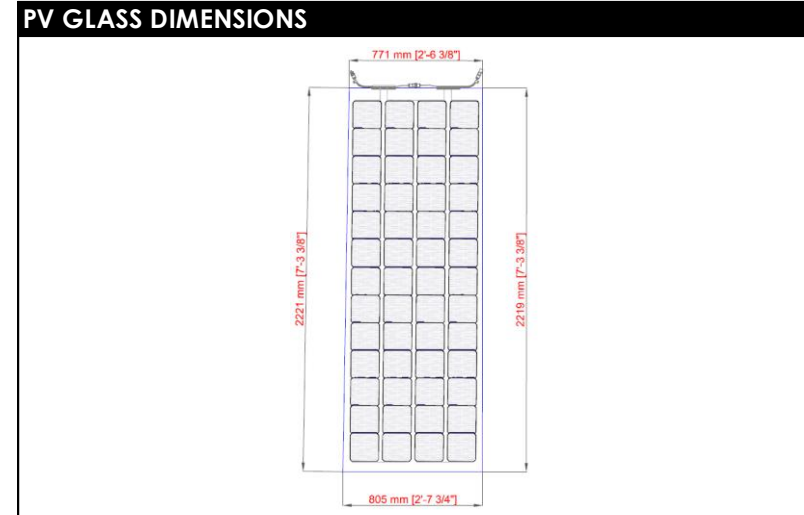 PV GLASS DIMENSIONS
771 mm [2'-6 3/8"]
2221 mm [7'-3 3/8"]
2219 mm [7'-3 3/8"]
805 mm [2'-7 3/4"]